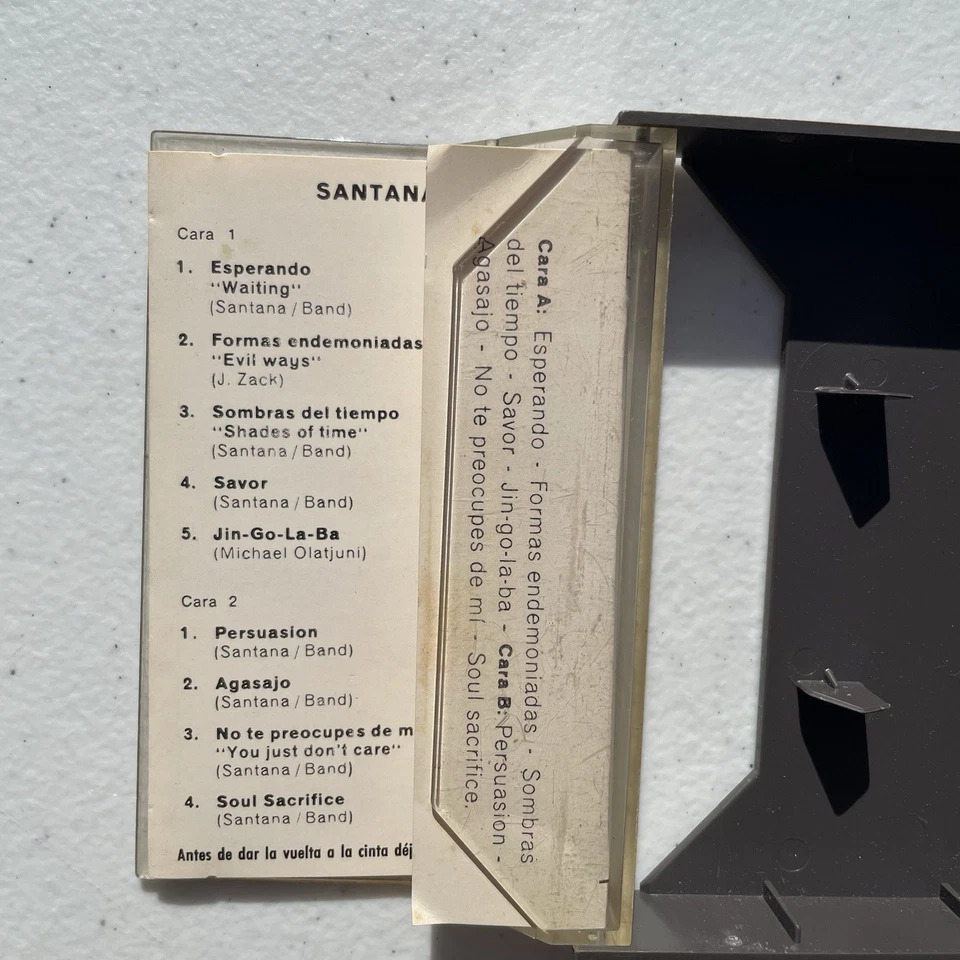 SANTANA
Cara 1
1. Esperando
"Waiting"
(Santana / Band)
2. Formas endemoniadas
"Evil ways"
(J. Zack)
3. Sombras del tiempo
"Shades of time"
(Santana / Band)
4. Savor
(Santana / Band)
5. Jin-Go-La-Ba
(Michael Olatjuni)
Cara 2
1. Persuasion
(Santana / Band)
2. Agasajo
(Santana / Band)
3. No te preocupes de m
"You just don't care"
(Santana / Band)
4. Soul Sacrifice
(Santana / Band)
Antes de dar la vuelta a la cinta déj
Cara A: Esperando - Formas endemoniadas - Sombras
del tiempo - Savor - Jin-go-la-ba - Cara B: Persuasion -
Agasajo - No te preocupes de mí - Soul sacrifice.